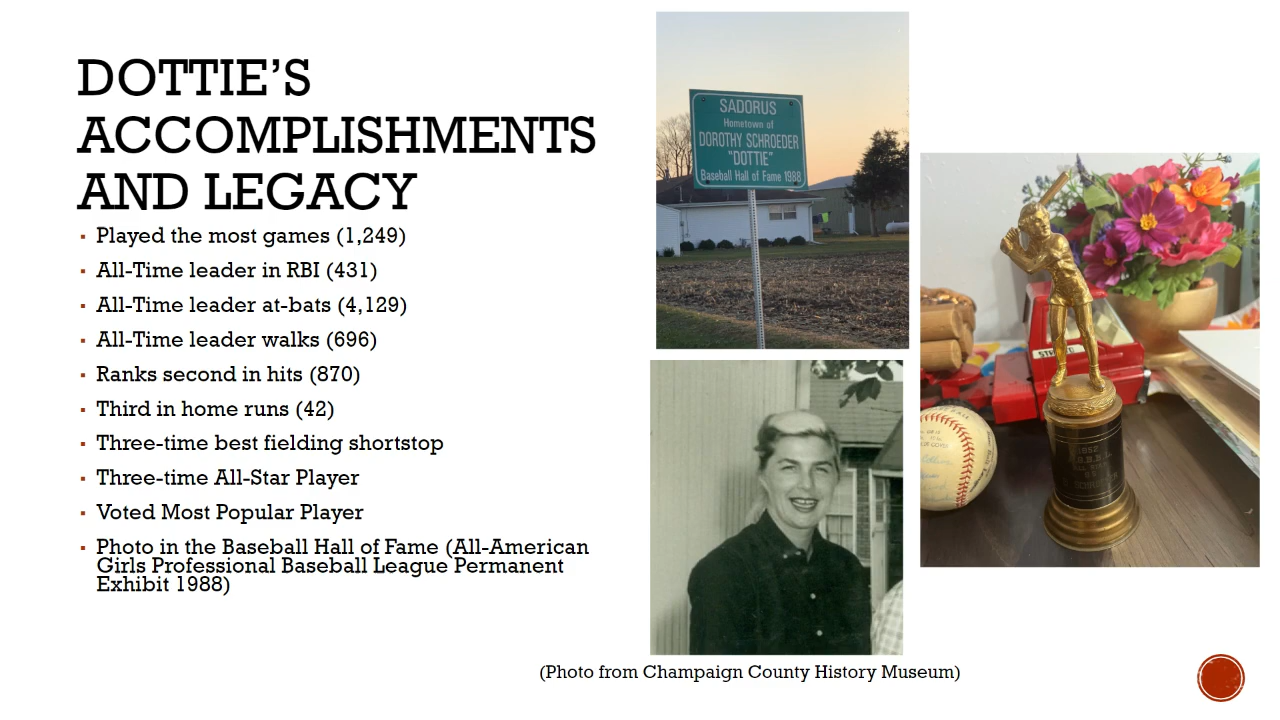 DOTTIE'S
ACCOMPLISHMENTS
AND LEGACY
▪ Played the most games (1,249)
▪ All-Time leader in RBI (431)
▪ All-Time leader at-bats (4,129)
▪ All-Time leader walks (696)
▪ Ranks second in hits (870)
▪ Third in home runs (42)
▪ Three-time best fielding shortstop
▪ Three-time All-Star Player
▪ Voted Most Popular Player
▪ Photo in the Baseball Hall of Fame (All-American
Girls Professional Baseball League Permanent
Exhibit 1988)
SADORUS
Hometown of
DOROTHY SCHROEDER
"DOTTIE"
Baseball Hall of Fame 1988
1952
(Photo from Champaign County History Museum)